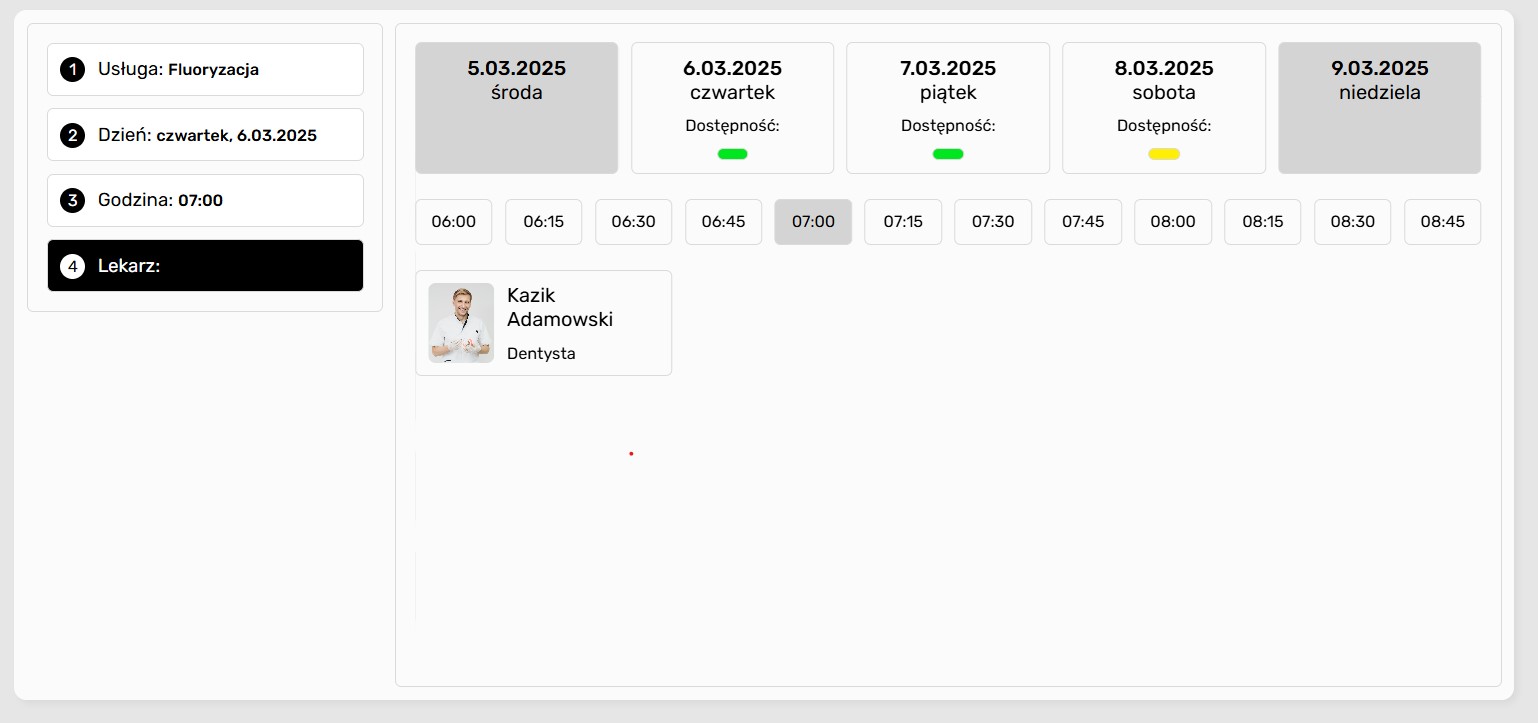 1 Usługa: Fluoryzacja
2 Dzień: czwartek, 6.03.2025
3 Godzina: 07:00
4 Lekarz:
5.03.2025
środa
6.03.2025
czwartek
Dostępność:
7.03.2025
piątek
Dostępność:
8.03.2025
sobota
Dostępność:
9.03.2025
niedziela
06:00 06:15 06:30 06:45 07:00 07:15 07:30 07:45 08:00 08:15 08:30 08:45
Kazik
Adamowski
Dentysta